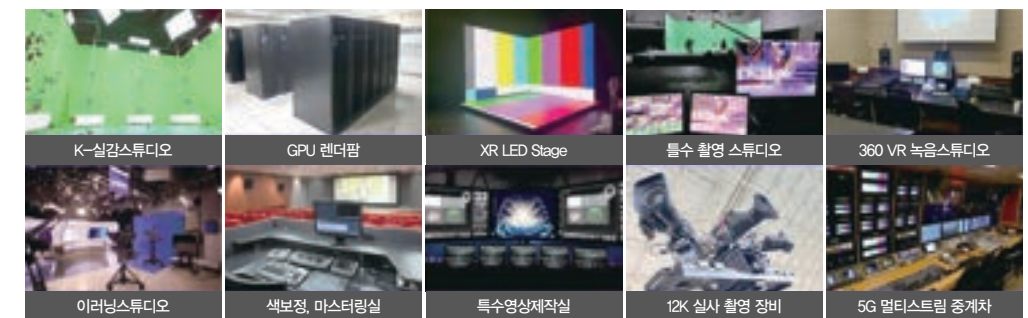 K-실감스튜디오
GPU 렌더팜
XR LED Stage
틀수 촬영 스튜디오
360 VR 녹음스튜디오
이러닝스튜디오
색보정, 마스터링실
특수영상제작실
12K 실사 촬영 장비
5G 멀티스트림 중계차